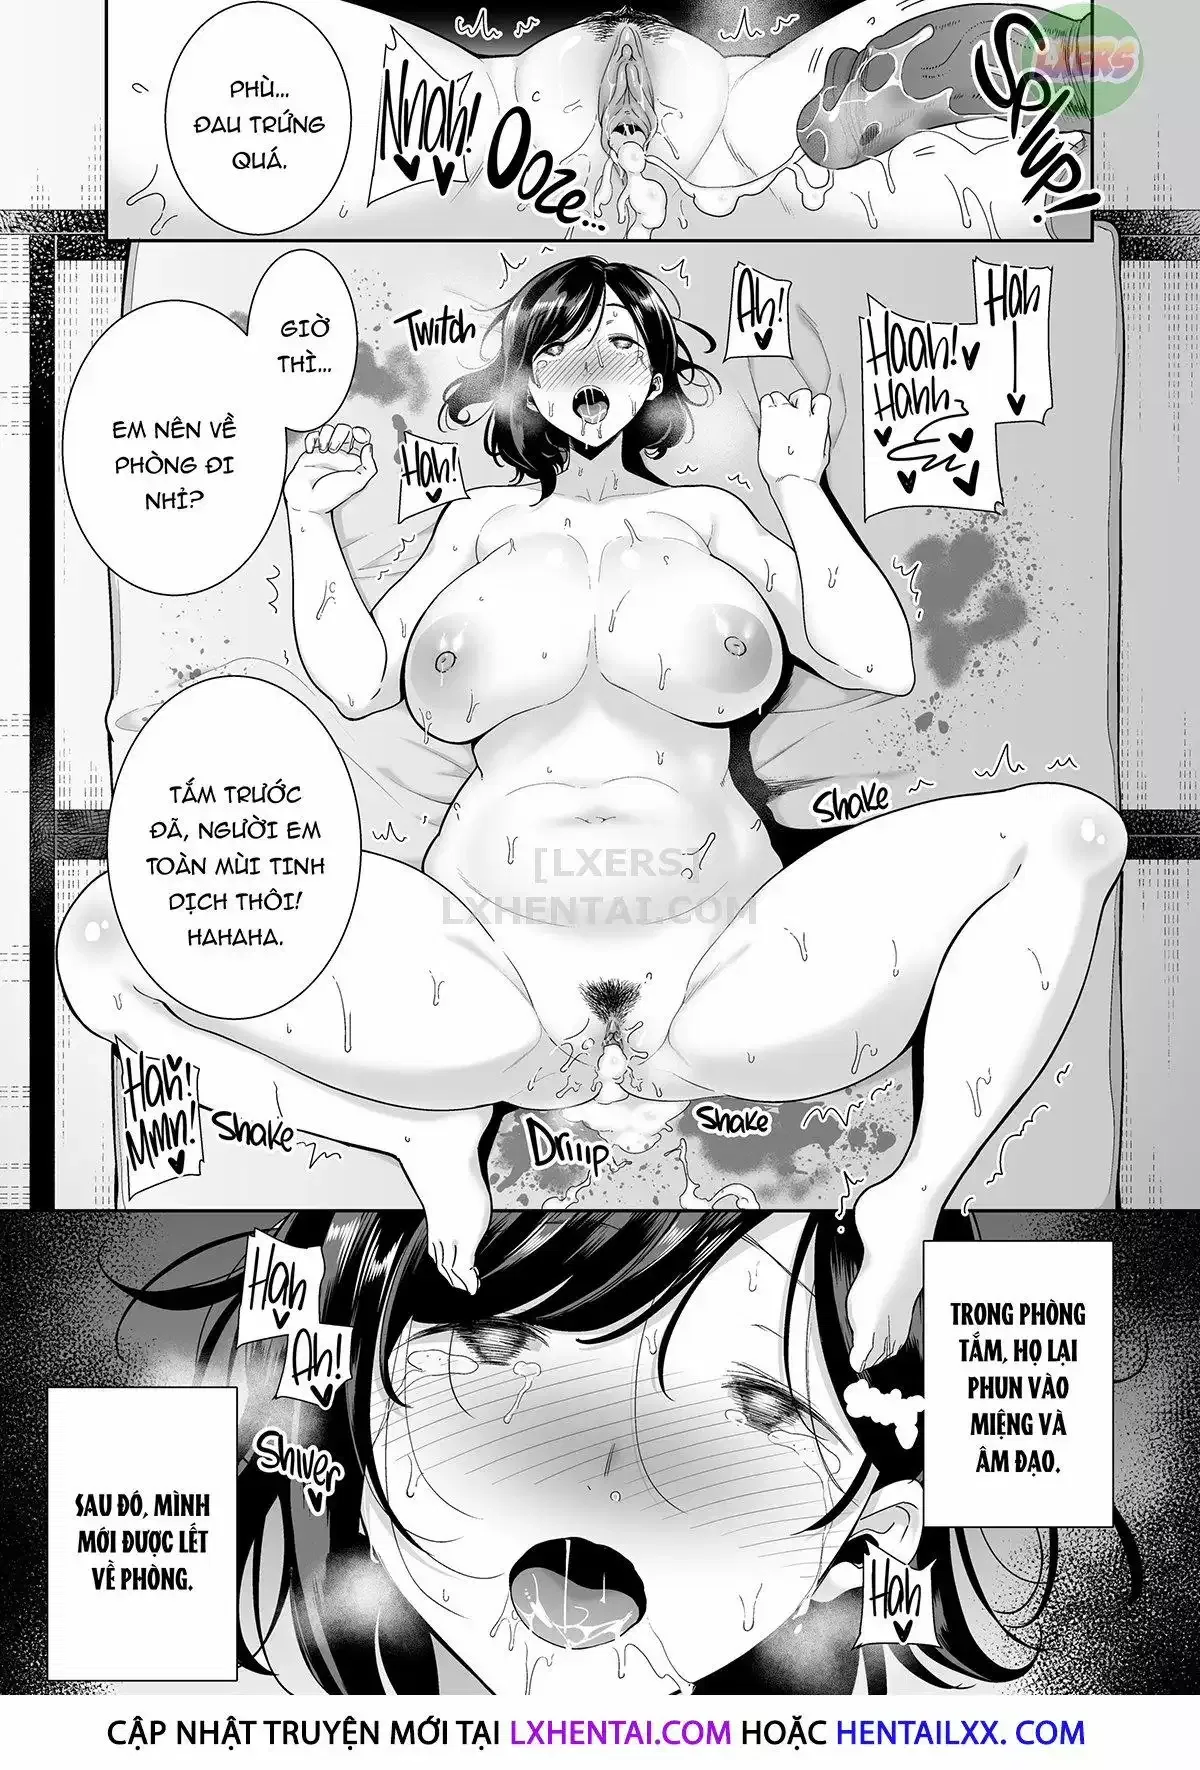 PHÙ...
ĐAU TRỨNG
QUÁ.
Nnah!
Ooze...
Splurp!
LXERS
GIỜ
THÌ...
EM NÊN VỀ
PHÒNG ĐI
NHỈ?
Twitch
Ah!
Hah
Haah!
Hahh
Hah!
TẮM TRƯỚC
ĐÃ, NGƯỜI EM
TOÀN MÙI TINH
DỊCH THÔI!
HAHAHA.
Shake
[LXERS]
LXHENTAI.COM
Hah!
Mmn!
Shake
Driiip
Shake
Hah
Ah!
TRONG PHÒNG
TẮM, HỌ LẠI
PHUN VÀO
MIỆNG VÀ
ÂM ĐẠO.
Shiver
SAU ĐÓ, MÌNH
MỚI ĐƯỢC LẾT
VỀ PHÒNG.
Hah
CẬP NHẬT TRUYỆN MỚI TẠI LXHENTAI.COM HOẶC HENTAILXX. COM